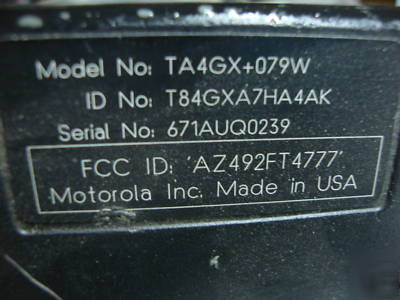 Model No: TA4GX+079W
ID No: T84GXA7HA4AK
Serial No: 671AUQ0239
FCC ID: 'AZ492FT4777'
Motorola Inc. Made in USA